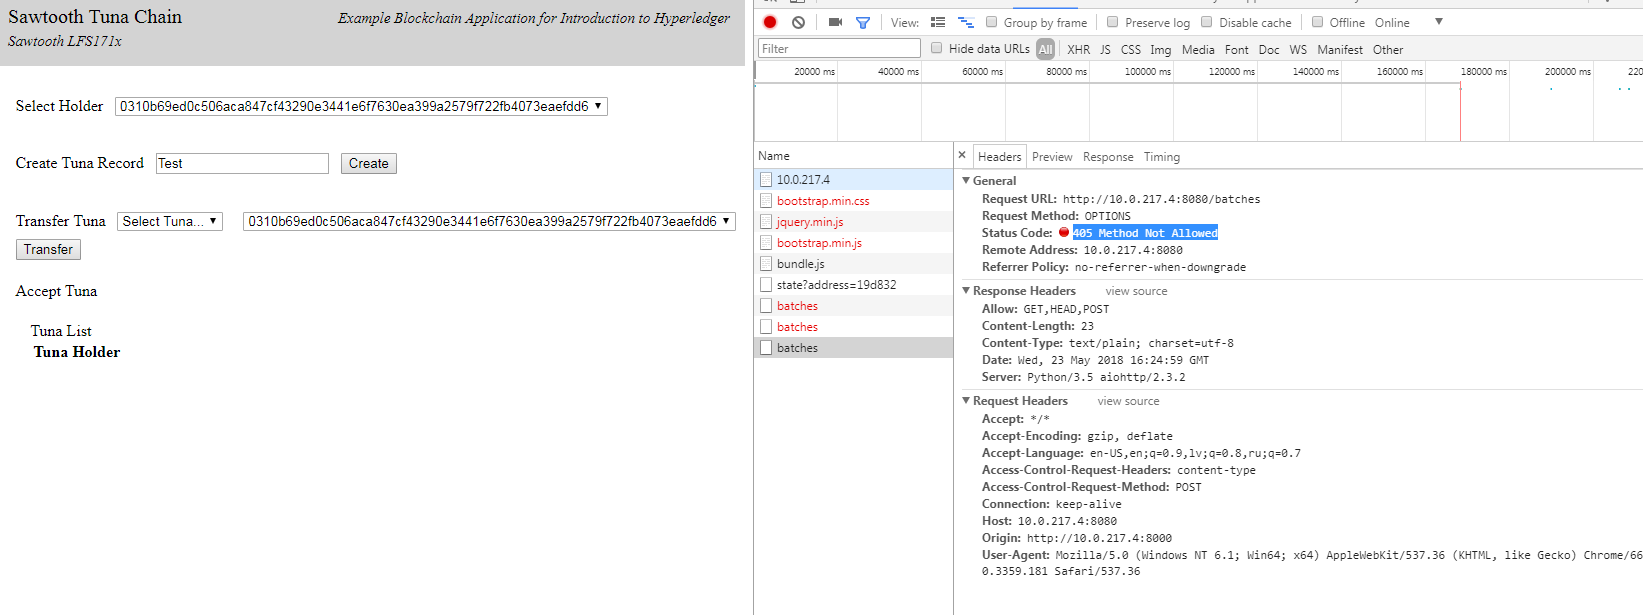 Sawtooth Tuna Chain
Example Blockchain Application for Introduction to Hyperledger
Sawtooth LFS171x
Select Holder 0310b69ed0c506aca847cf43290e3441e6f7630ea399a2579f722fb4073eaefdd6
Create Tuna Record Test Create
Transfer Tuna Select Tuna... 0310b69ed0c506aca847cf43290e3441e6f7630ea399a2579f722fb4073eaefdd6
Transfer
Accept Tuna
Tuna List
Tuna Holder
View: Group by frame Preserve log Disable cache Offline Online
Filter Hide data URLs All XHR JS CSS Img Media Font Doc WS Manifest Other
20000 ms 40000 ms 60000 ms 80000 ms 100000 ms 120000 ms 140000 ms 160000 ms 180000 ms 200000 ms 220
Name
10.0.217.4
bootstrap.min.css
jquery.min.js
bootstrap.min.js
bundle.js
state?address=19d832
batches
batches
batches
Headers Preview Response Timing
General
Request URL: http://10.0.217.4:8080/batches
Request Method: OPTIONS
Status Code: 405 Method Not Allowed
Remote Address: 10.0.217.4:8080
Referrer Policy: no-referrer-when-downgrade
Response Headers view source
Allow: GET,HEAD,POST
Content-Length: 23
Content-Type: text/plain; charset=utf-8
Date: Wed, 23 May 2018 16:24:59 GMT
Server: Python/3.5 aiohttp/2.3.2
Request Headers view source
Accept: */*
Accept-Encoding: gzip, deflate
Accept-Language: en-US,en;q=0.9,lv;q=0.8,ru;q=0.7
Access-Control-Request-Headers: content-type
Access-Control-Request-Method: POST
Connection: keep-alive
Host: 10.0.217.4:8080
Origin: http://10.0.217.4:8000
User-Agent: Mozilla/5.0 (Windows NT 6.1; Win64; x64) AppleWebKit/537.36 (KHTML, like Gecko) Chrome/66
0.3359.181 Safari/537.36